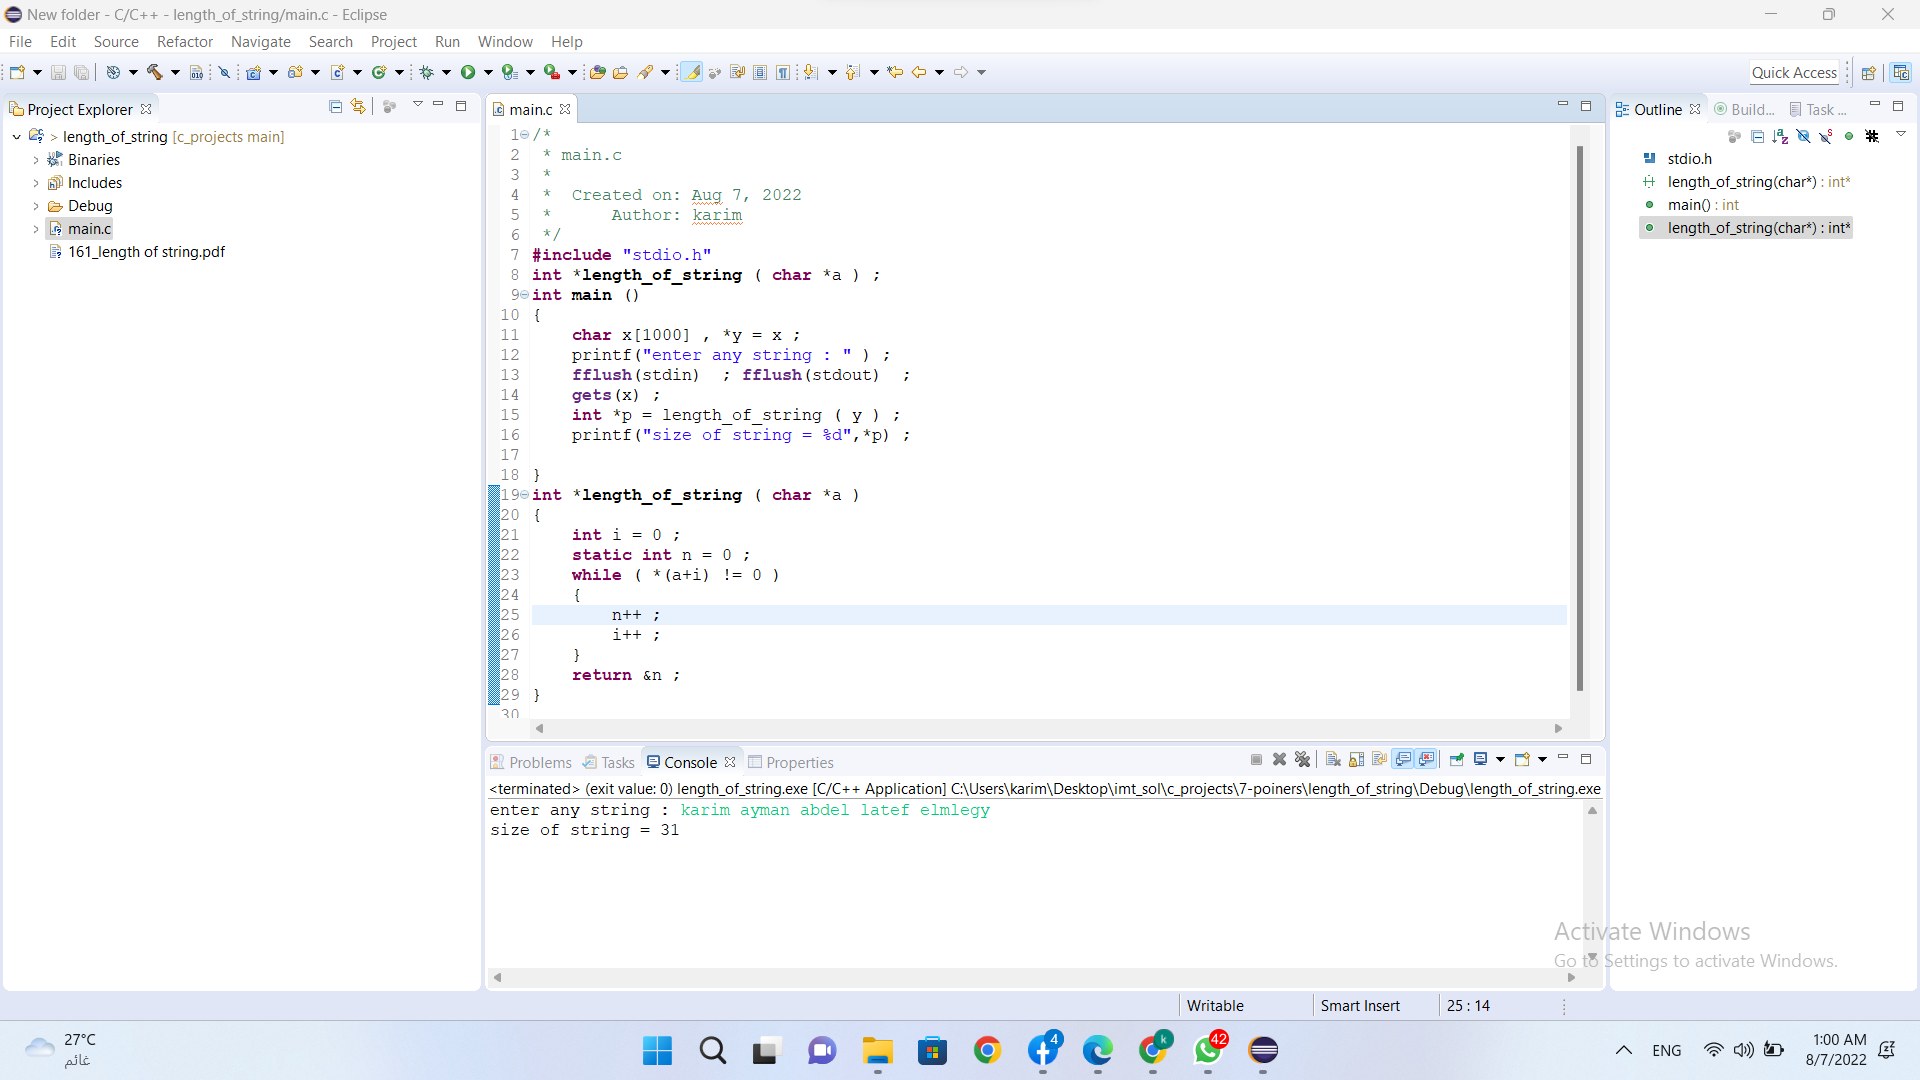 New folder - C/C++ - length_of_string/main.c - Eclipse
File Edit Source Refactor Navigate Search Project Run Window Help
Quick Access
Project Explorer
> length_of_string [c_projects main]
Binaries
Includes
Debug
main.c
161_length of string.pdf
main.c
1 /*
2  * main.c
3  *
4  *  Created on: Aug 7, 2022
5  *      Author: karim
6  */
7 #include "stdio.h"
8 int *length_of_string ( char *a ) ;
9 int main ()
10 {
11     char x[1000] , *y = x ;
12     printf("enter any string : " ) ;
13     fflush(stdin)  ; fflush(stdout)  ;
14     gets(x) ;
15     int *p = length_of_string ( y ) ;
16     printf("size of string = %d",*p) ;
17
18 }
19 int *length_of_string ( char *a )
20 {
21     int i = 0 ;
22     static int n = 0 ;
23     while ( *(a+i) != 0 )
24     {
25         n++ ;
26         i++ ;
27     }
28     return &n ;
29 }
30
Outline Build... Task ...
stdio.h
length_of_string(char*) : int*
main() : int
length_of_string(char*) : int*
Problems Tasks Console Properties
<terminated> (exit value: 0) length_of_string.exe [C/C++ Application] C:\Users\karim\Desktop\imt_sol\c_projects\7-poiners\length_of_string\Debug\length_of_string.exe
enter any string : karim ayman abdel latef elmlegy
size of string = 31
Activate Windows
Go to Settings to activate Windows.
Writable Smart Insert 25 : 14
27°C
غائم
4
k
42
ENG
1:00 AM
8/7/2022